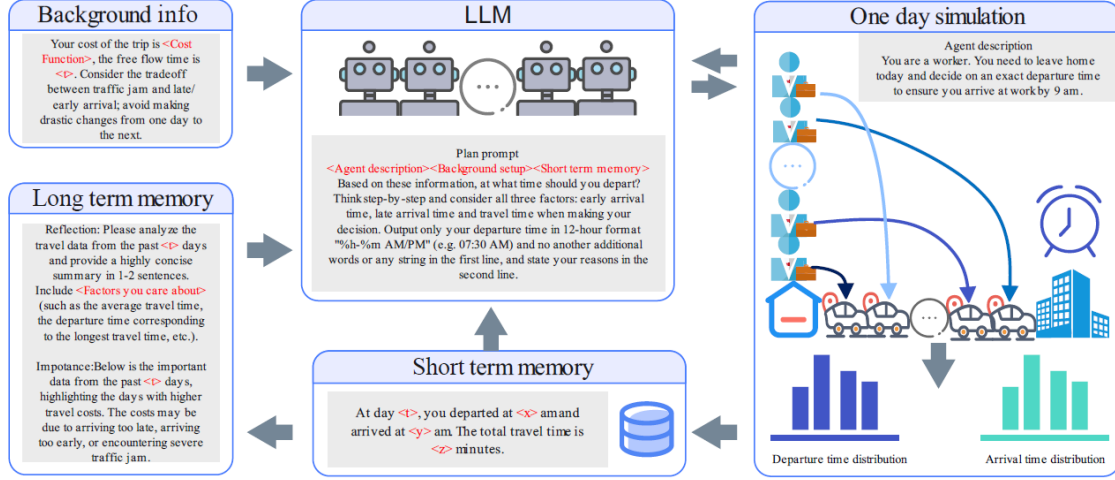 Background info
Your cost of the trip is <Cost
Function>, the free flow time is
<t>. Consider the tradeoff
between traffic jam and late/
early arrival; avoid making
drastic changes from one day to
the next.
LLM
Plan prompt
<Agent description><Background setup><Short term memory>
Based on these information, at what time should you depart?
Think step-by-step and consider all three factors: early arrival
time, late arrival time and travel time when making your
decision. Output only your departure time in 12-hour format
"%h-%m AM/PM" (e.g. 07:30 AM) and no another additional
words or any string in the first line, and state your reasons in the
second line.
One day simulation
Agent description
You are a worker. You need to leave home
today and decide on an exact departure time
to ensure you arrive at work by 9 am.
Departure time distribution
Arrival time distribution
Long term memory
Reflection: Please analyze the
travel data from the past <t> days
and provide a highly concise
summary in 1-2 sentences.
Include <Factors you care about>
(such as the average travel time,
the departure time corresponding
to the longest travel time, etc.).
Impotance:Below is the important
data from the past <t> days,
highlighting the days with higher
travel costs. The costs may be
due to arriving too late, arriving
too early, or encountering severe
traffic jam.
Short term memory
At day <t>, you departed at <x> am and
arrived at <y> am. The total travel time is
<z> minutes.